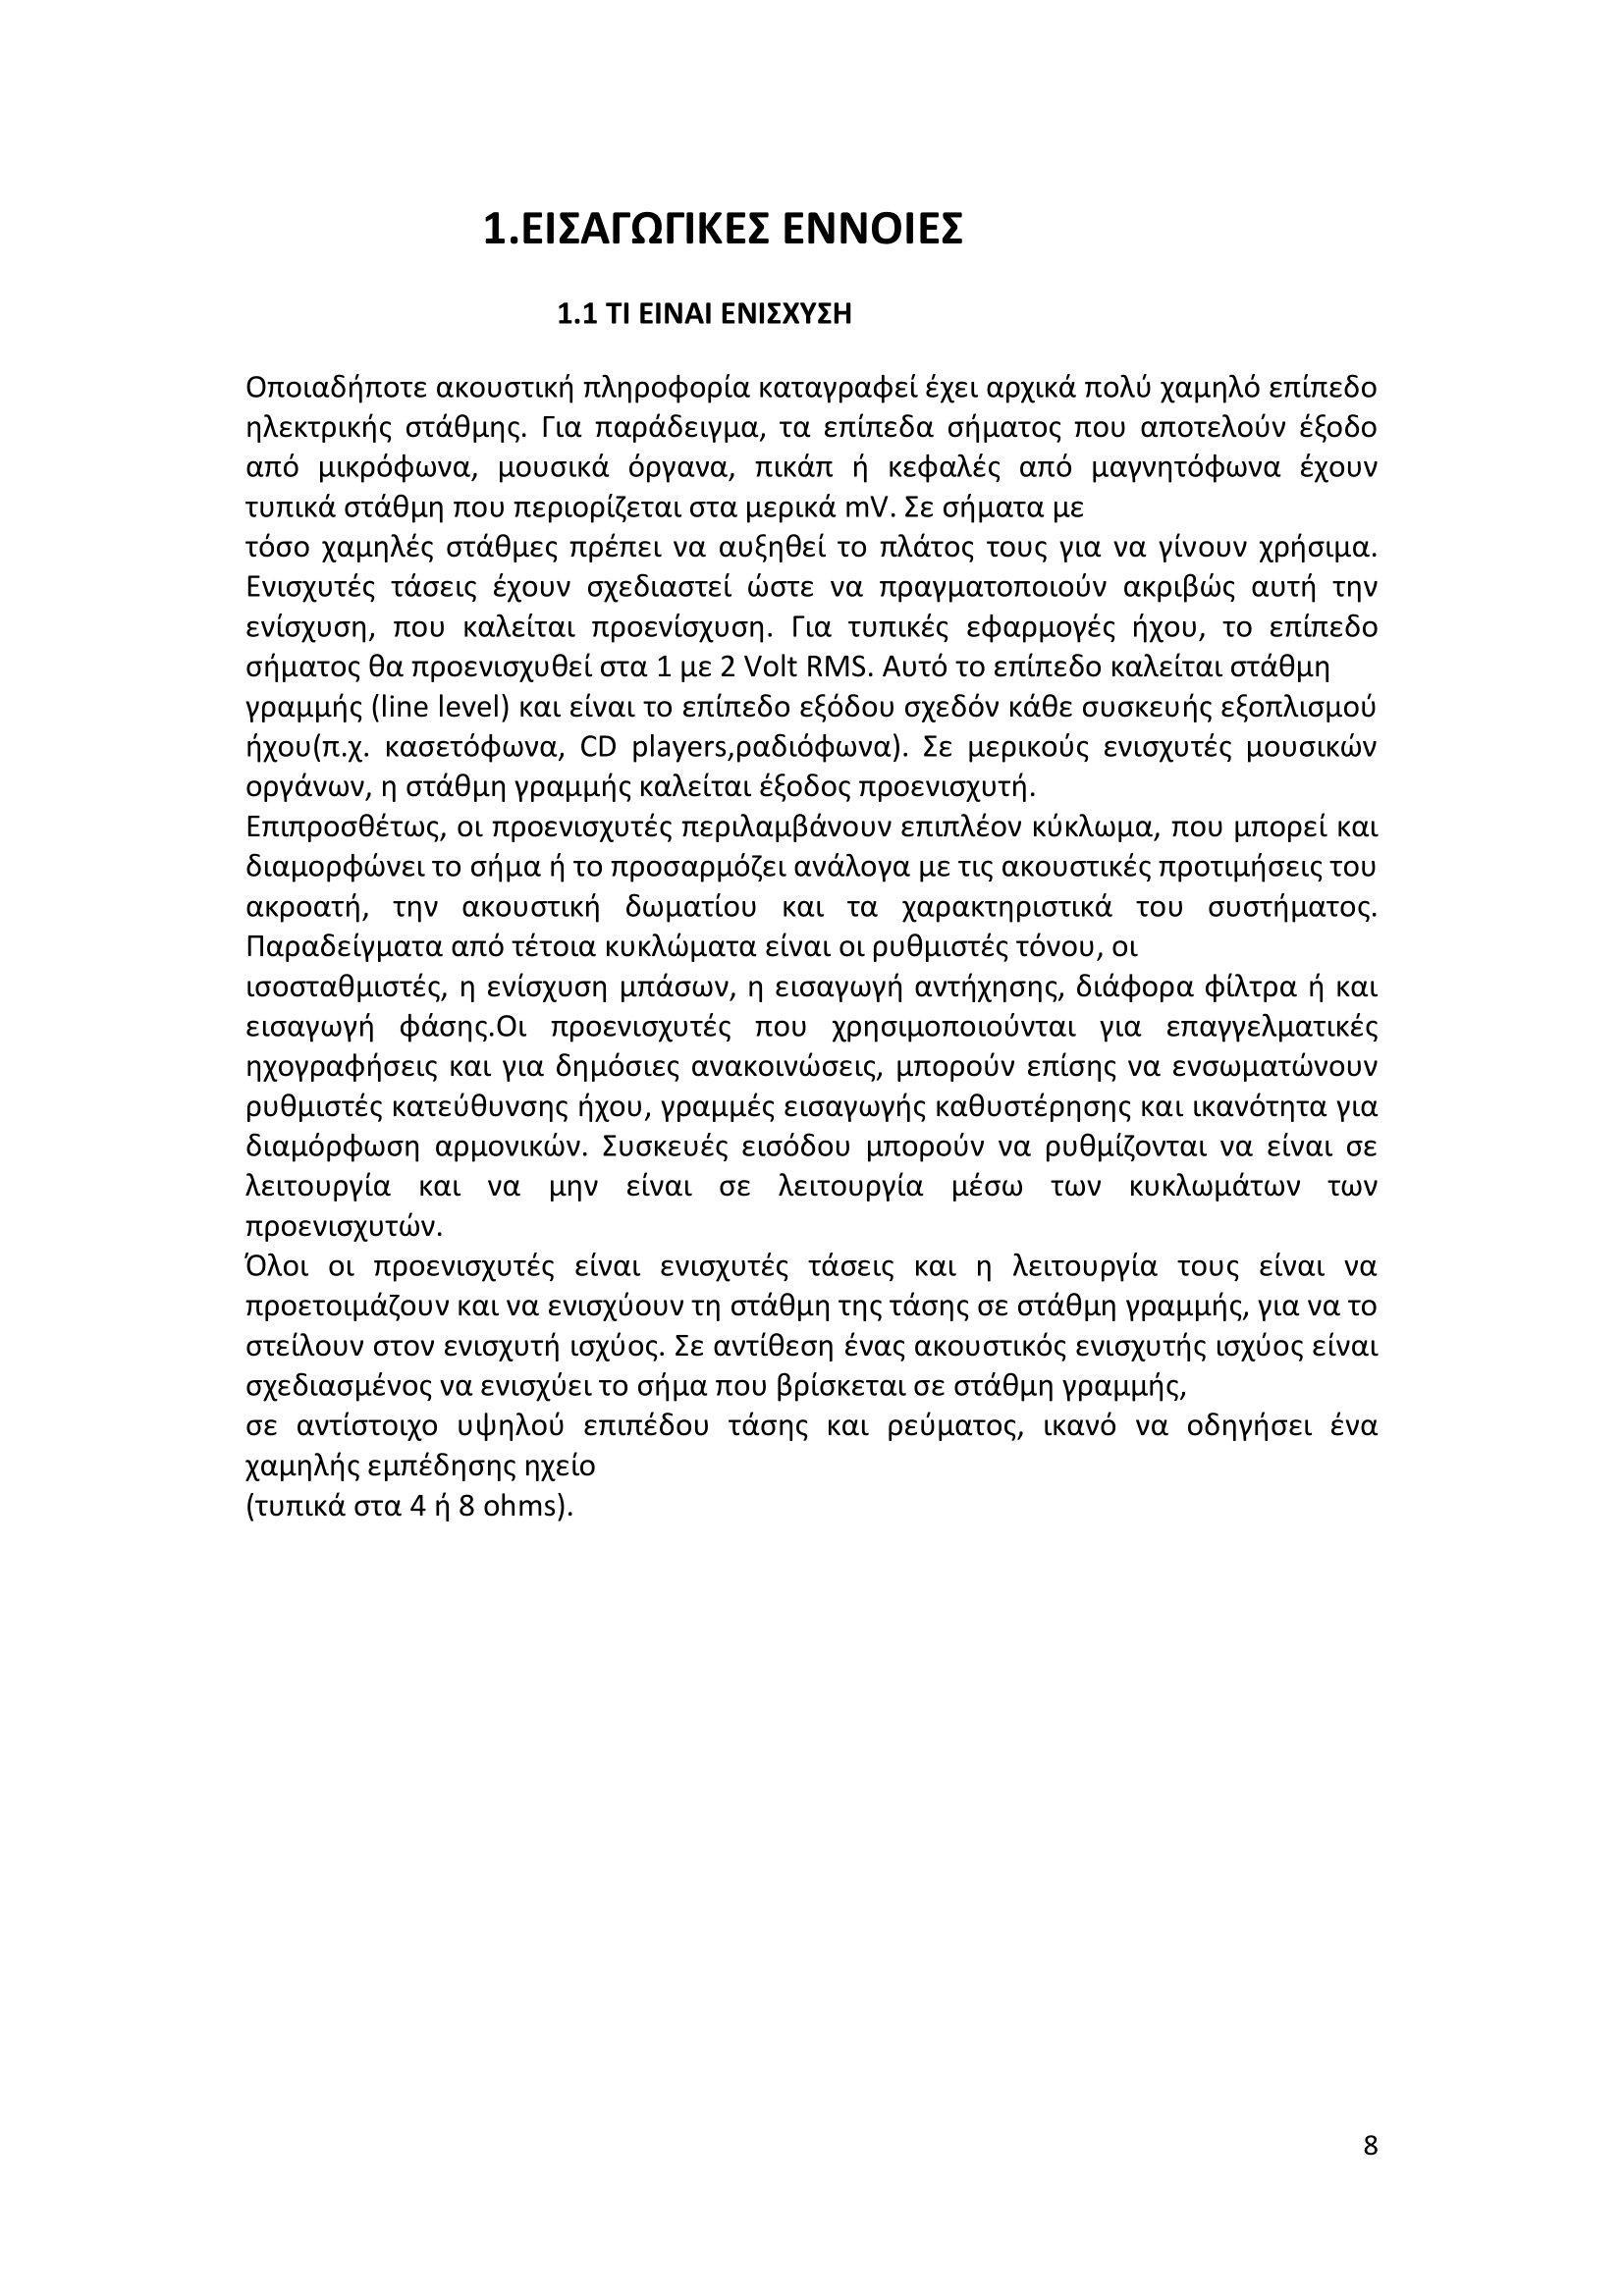 1.ΕΙΣΑΓΩΓΙΚΕΣ ΕΝΝΟΙΕΣ
1.1 ΤΙ ΕΙΝΑΙ ΕΝΙΣΧΥΣΗ
Οποιαδήποτε ακουστική πληροφορία καταγραφεί έχει αρχικά πολύ χαμηλό επίπεδο
ηλεκτρικής στάθμης. Για παράδειγμα, τα επίπεδα σήματος που αποτελούν έξοδο
από μικρόφωνα, μουσικά όργανα, πικάπ ή κεφαλές από μαγνητόφωνα έχουν
τυπικά στάθμη που περιορίζεται στα μερικά mV. Σε σήματα με
τόσο χαμηλές στάθμες πρέπει να αυξηθεί το πλάτος τους για να γίνουν χρήσιμα.
Ενισχυτές τάσεις έχουν σχεδιαστεί ώστε να πραγματοποιούν ακριβώς αυτή την
ενίσχυση, που καλείται προενίσχυση. Για τυπικές εφαρμογές ήχου, το επίπεδο
σήματος θα προενισχυθεί στα 1 με 2 Volt RMS. Αυτό το επίπεδο καλείται στάθμη
γραμμής (line level) και είναι το επίπεδο εξόδου σχεδόν κάθε συσκευής εξοπλισμού
ήχου(π.χ. κασετόφωνα, CD players,ραδιόφωνα). Σε μερικούς ενισχυτές μουσικών
οργάνων, η στάθμη γραμμής καλείται έξοδος προενισχυτή.
Επιπροσθέτως, οι προενισχυτές περιλαμβάνουν επιπλέον κύκλωμα, που μπορεί και
διαμορφώνει το σήμα ή το προσαρμόζει ανάλογα με τις ακουστικές προτιμήσεις του
ακροατή, την ακουστική δωματίου και τα χαρακτηριστικά του συστήματος.
Παραδείγματα από τέτοια κυκλώματα είναι οι ρυθμιστές τόνου, οι
ισοσταθμιστές, η ενίσχυση μπάσων, η εισαγωγή αντήχησης, διάφορα φίλτρα ή και
εισαγωγή φάσης.Οι προενισχυτές που χρησιμοποιούνται για επαγγελματικές
ηχογραφήσεις και για δημόσιες ανακοινώσεις, μπορούν επίσης να ενσωματώνουν
ρυθμιστές κατεύθυνσης ήχου, γραμμές εισαγωγής καθυστέρησης και ικανότητα για
διαμόρφωση αρμονικών. Συσκευές εισόδου μπορούν να ρυθμίζονται να είναι σε
λειτουργία και να μην είναι σε λειτουργία μέσω των κυκλωμάτων των
προενισχυτών.
Όλοι οι προενισχυτές είναι ενισχυτές τάσεις και η λειτουργία τους είναι να
προετοιμάζουν και να ενισχύουν τη στάθμη της τάσης σε στάθμη γραμμής, για να το
στείλουν στον ενισχυτή ισχύος. Σε αντίθεση ένας ακουστικός ενισχυτής ισχύος είναι
σχεδιασμένος να ενισχύει το σήμα που βρίσκεται σε στάθμη γραμμής,
σε αντίστοιχο υψηλού επιπέδου τάσης και ρεύματος, ικανό να οδηγήσει ένα
χαμηλής εμπέδησης ηχείο
(τυπικά στα 4 ή 8 ohms).
8